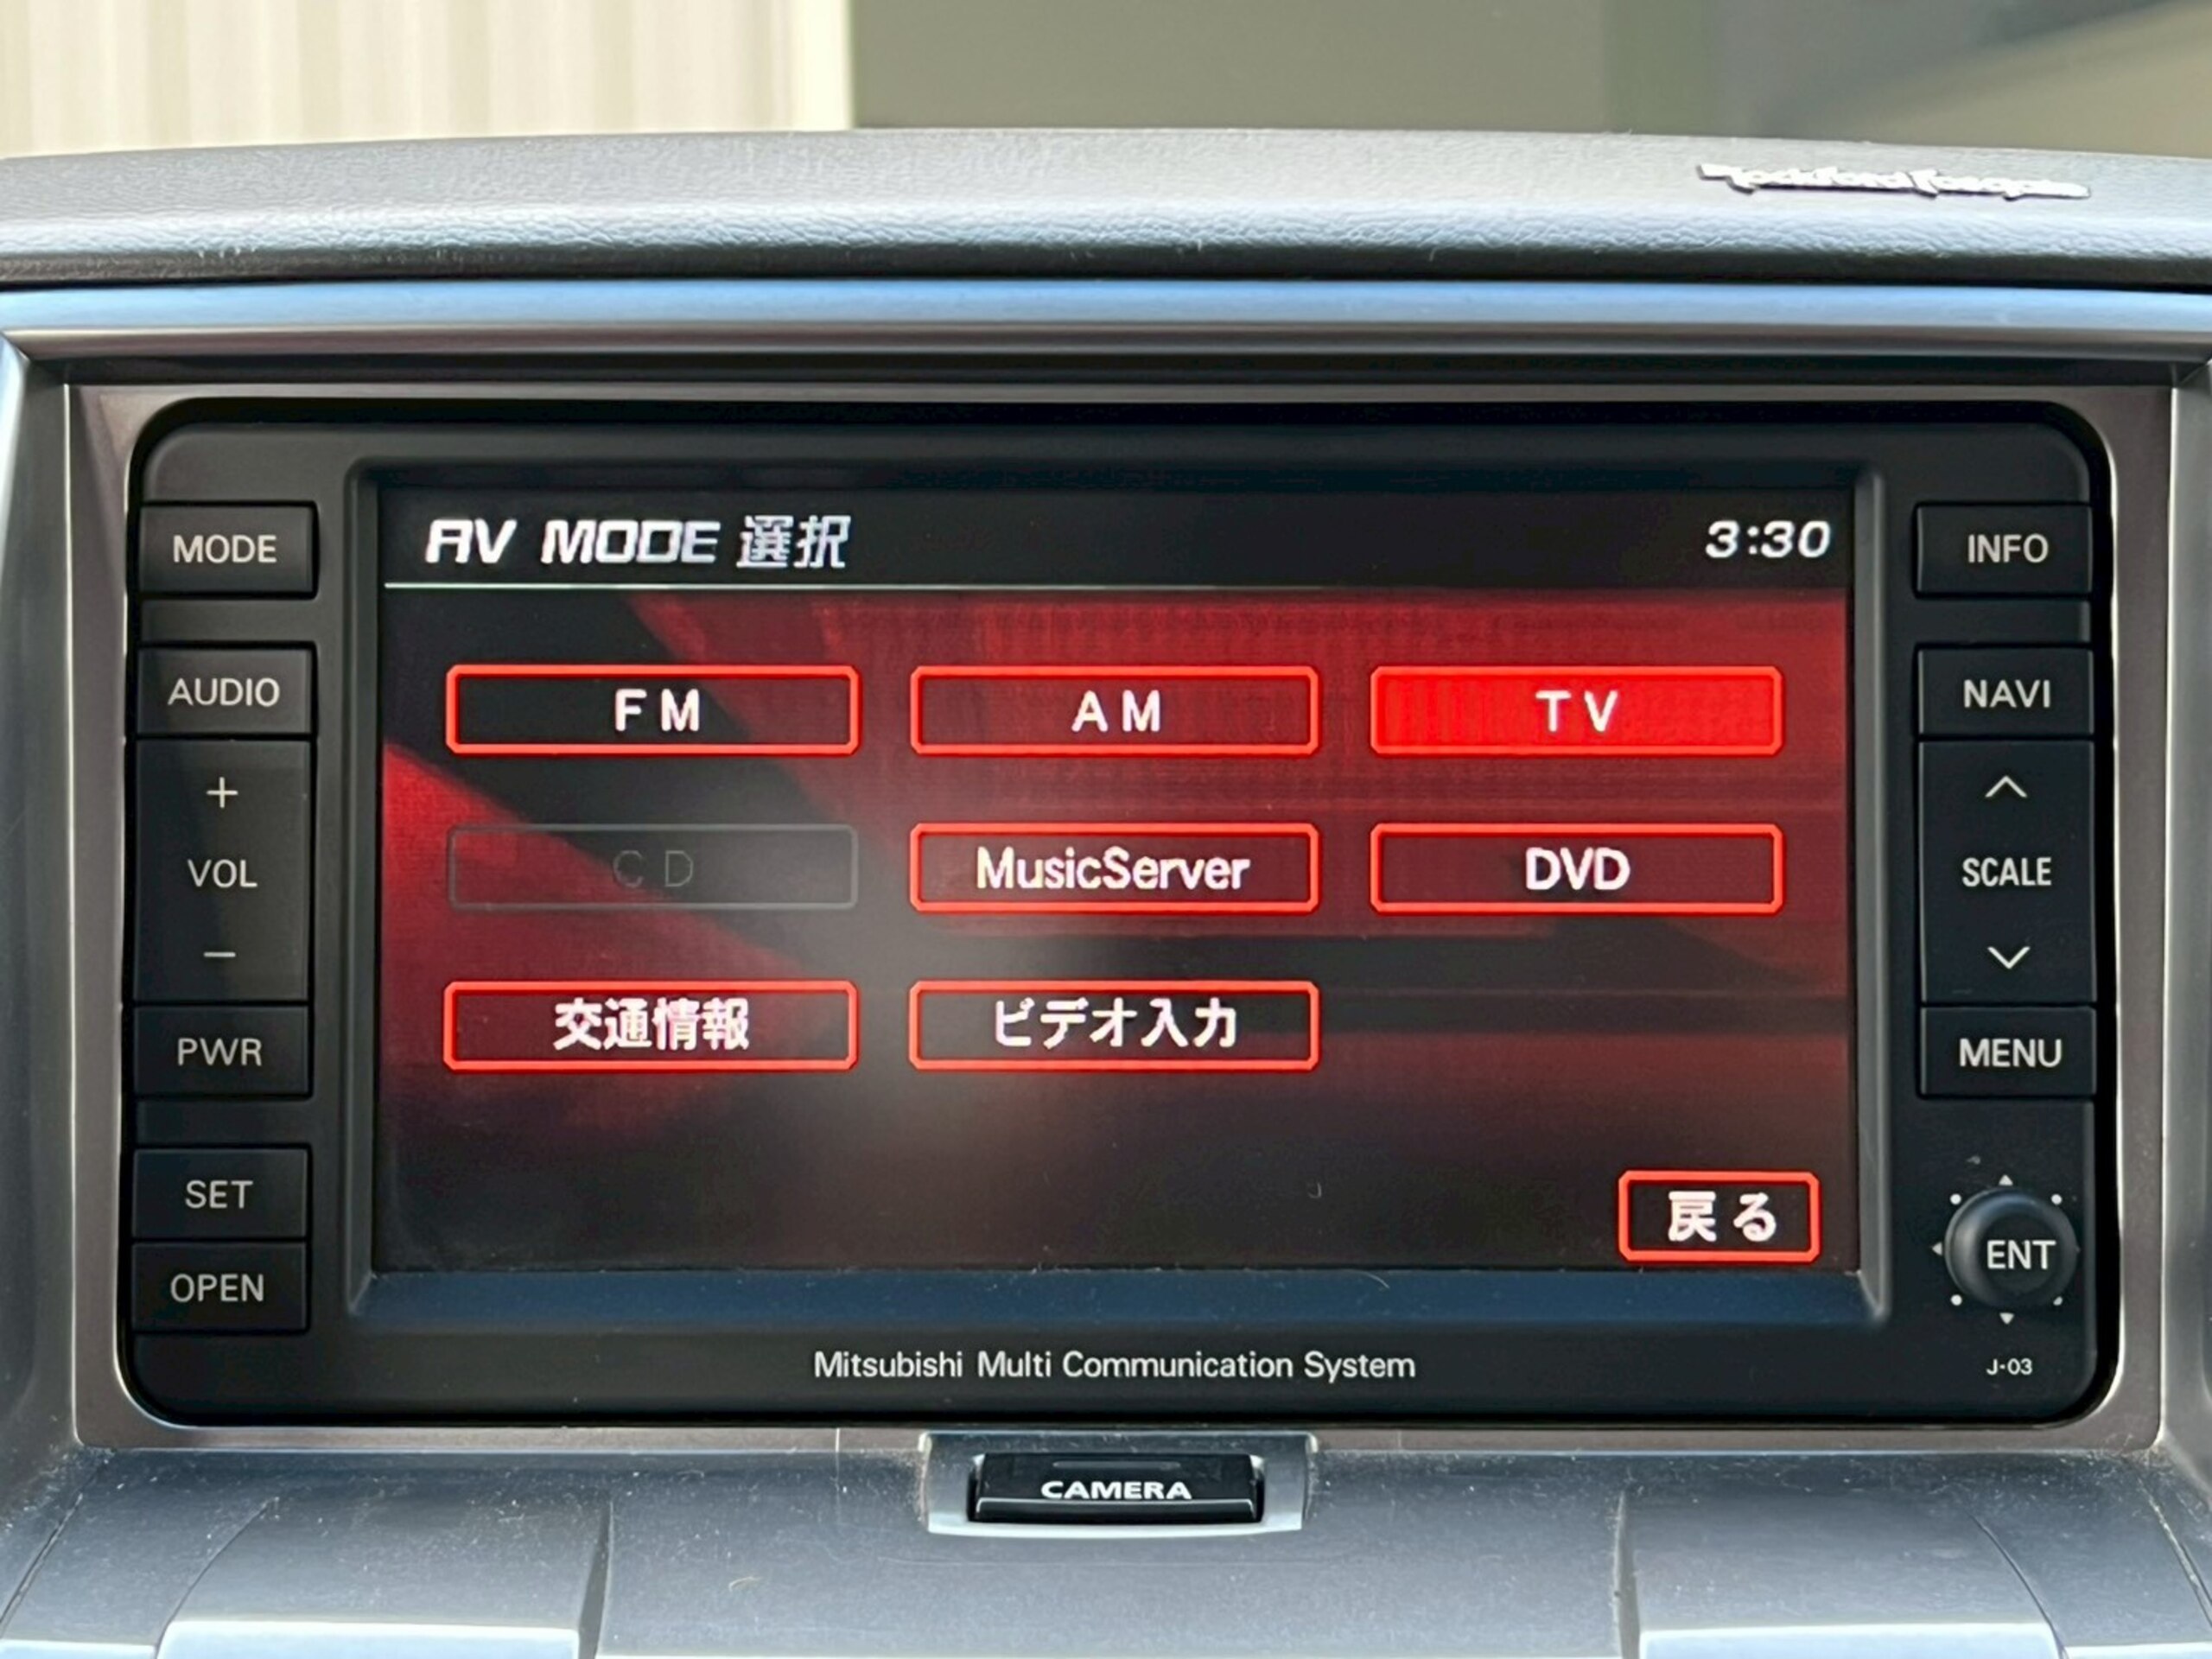 Rockford Fosgate
AV MODE 選択
3:30
MODE
INFO
AUDIO
NAVI
FM
AM
TV
+
VOL
−
SCALE
CD
MusicServer
DVD
交通情報
ビデオ入力
PWR
MENU
SET
戻る
OPEN
ENT
Mitsubishi Multi Communication System
J-03
CAMERA